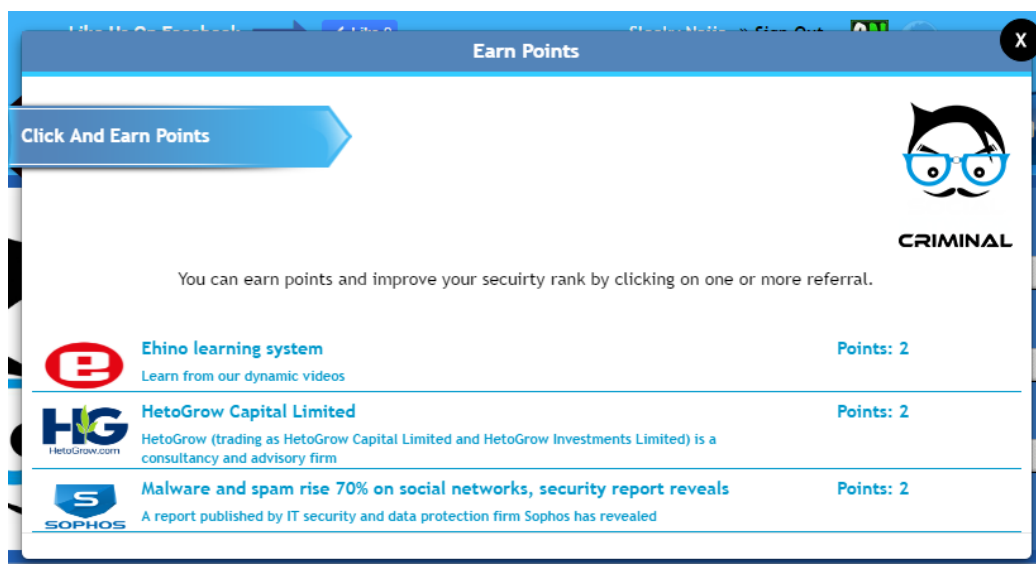 Earn Points
X
Click And Earn Points
CRIMINAL
You can earn points and improve your secuirty rank by clicking on one or more referral.
e
Ehino learning system
Points: 2
Learn from our dynamic videos
HG
HetoGrow.com
HetoGrow Capital Limited
Points: 2
HetoGrow (trading as HetoGrow Capital Limited and HetoGrow Investments Limited) is a
consultancy and advisory firm
S
SOPHOS
Malware and spam rise 70% on social networks, security report reveals
Points: 2
A report published by IT security and data protection firm Sophos has revealed